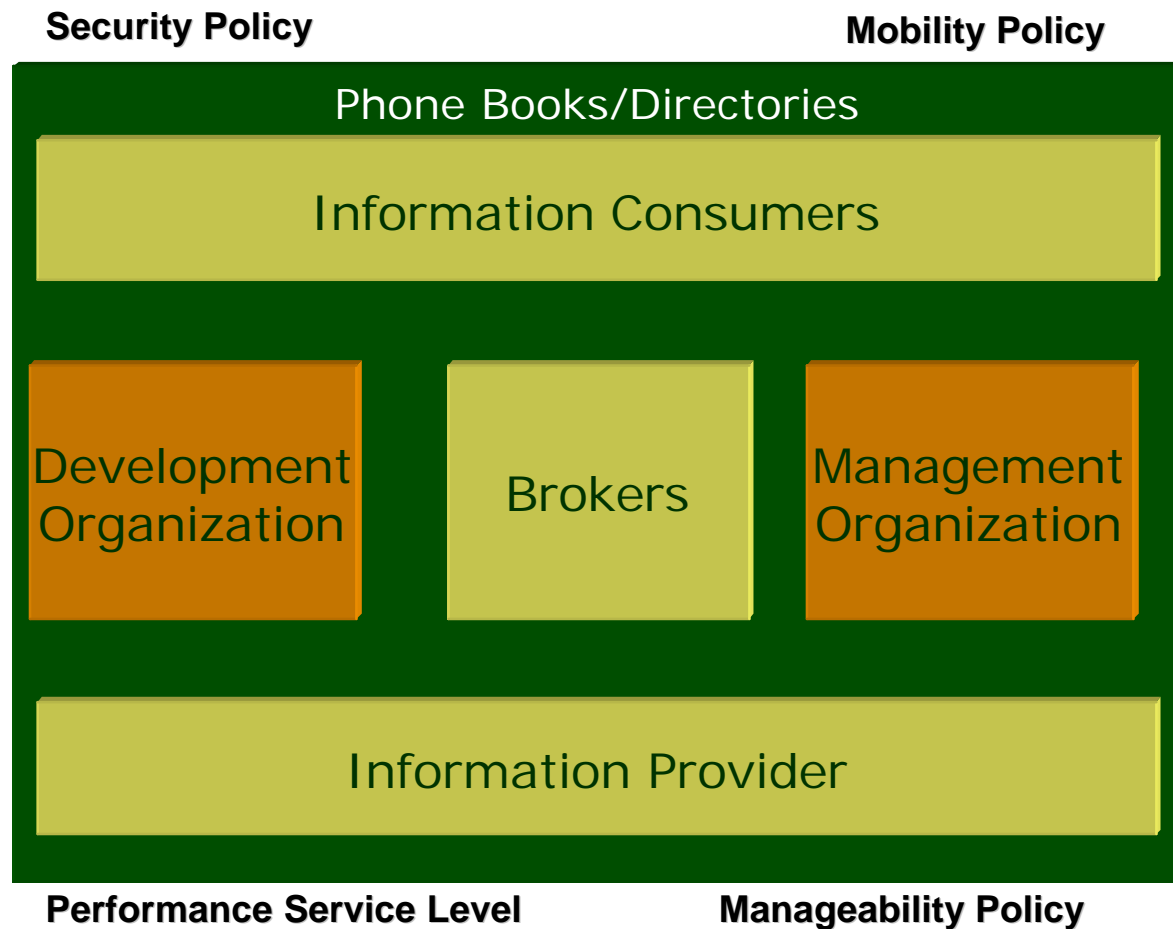 Security Policy
Mobility Policy
Phone Books/Directories
Information Consumers
Development
Organization
Brokers
Management
Organization
Information Provider
Performance Service Level
Manageability Policy